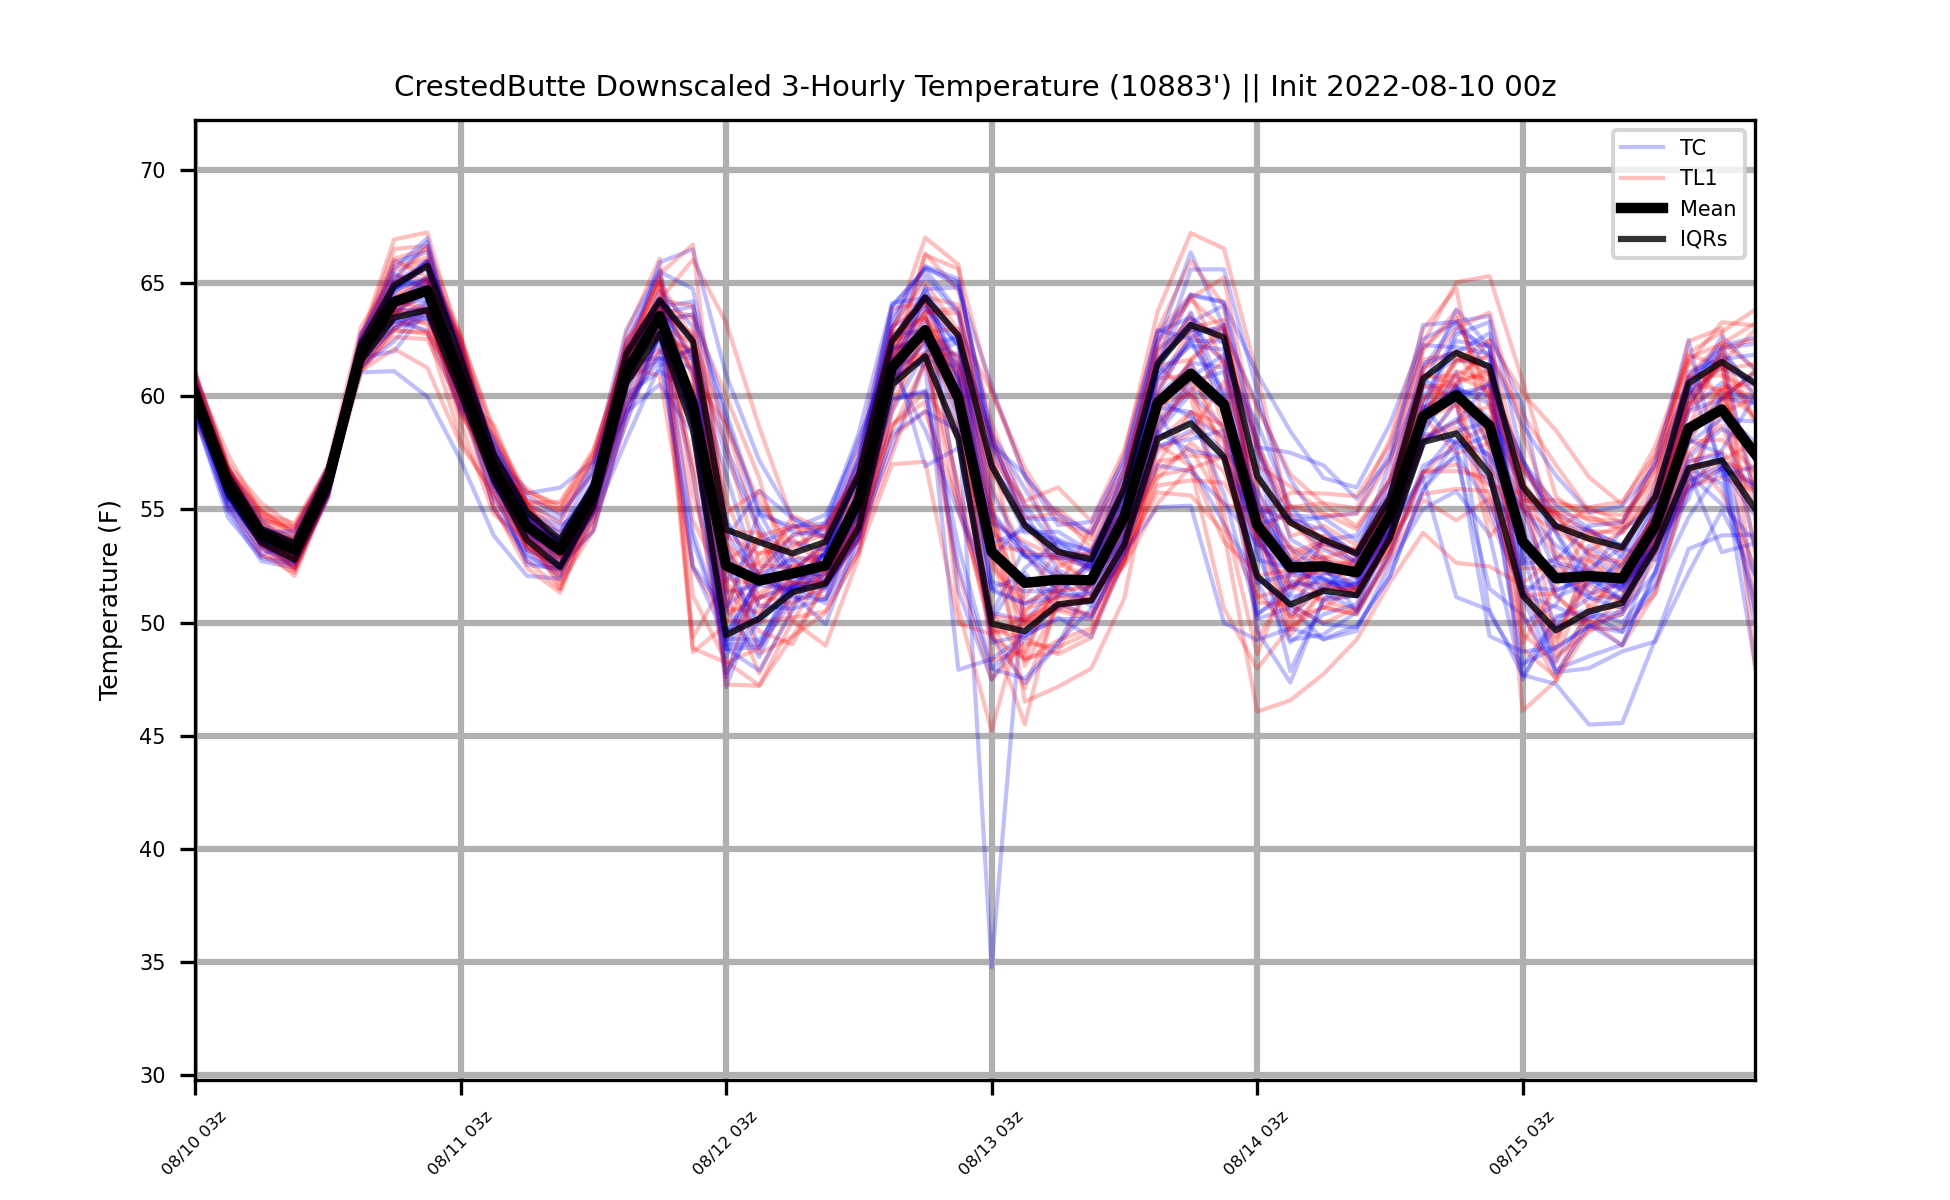 CrestedButte Downscaled 3-Hourly Temperature (10883') || Init 2022-08-10 00z
TC
TL1
Mean
IQRs
Temperature (F)
70
65
60
55
50
45
40
35
30
08/10 03z
08/11 03z
08/12 03z
08/13 03z
08/14 03z
08/15 03z